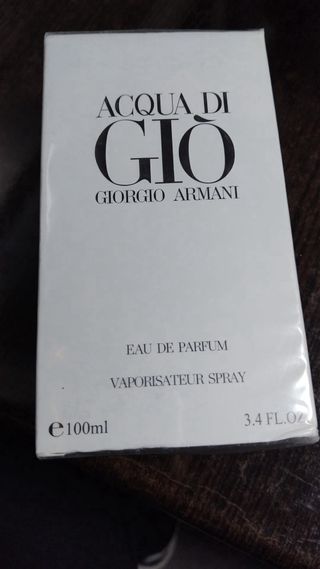 ACQUA DI
GIÒ
GIORGIO ARMANI
EAU DE PARFUM
VAPORISATEUR SPRAY
℮100ml
3.4 FL.OZ